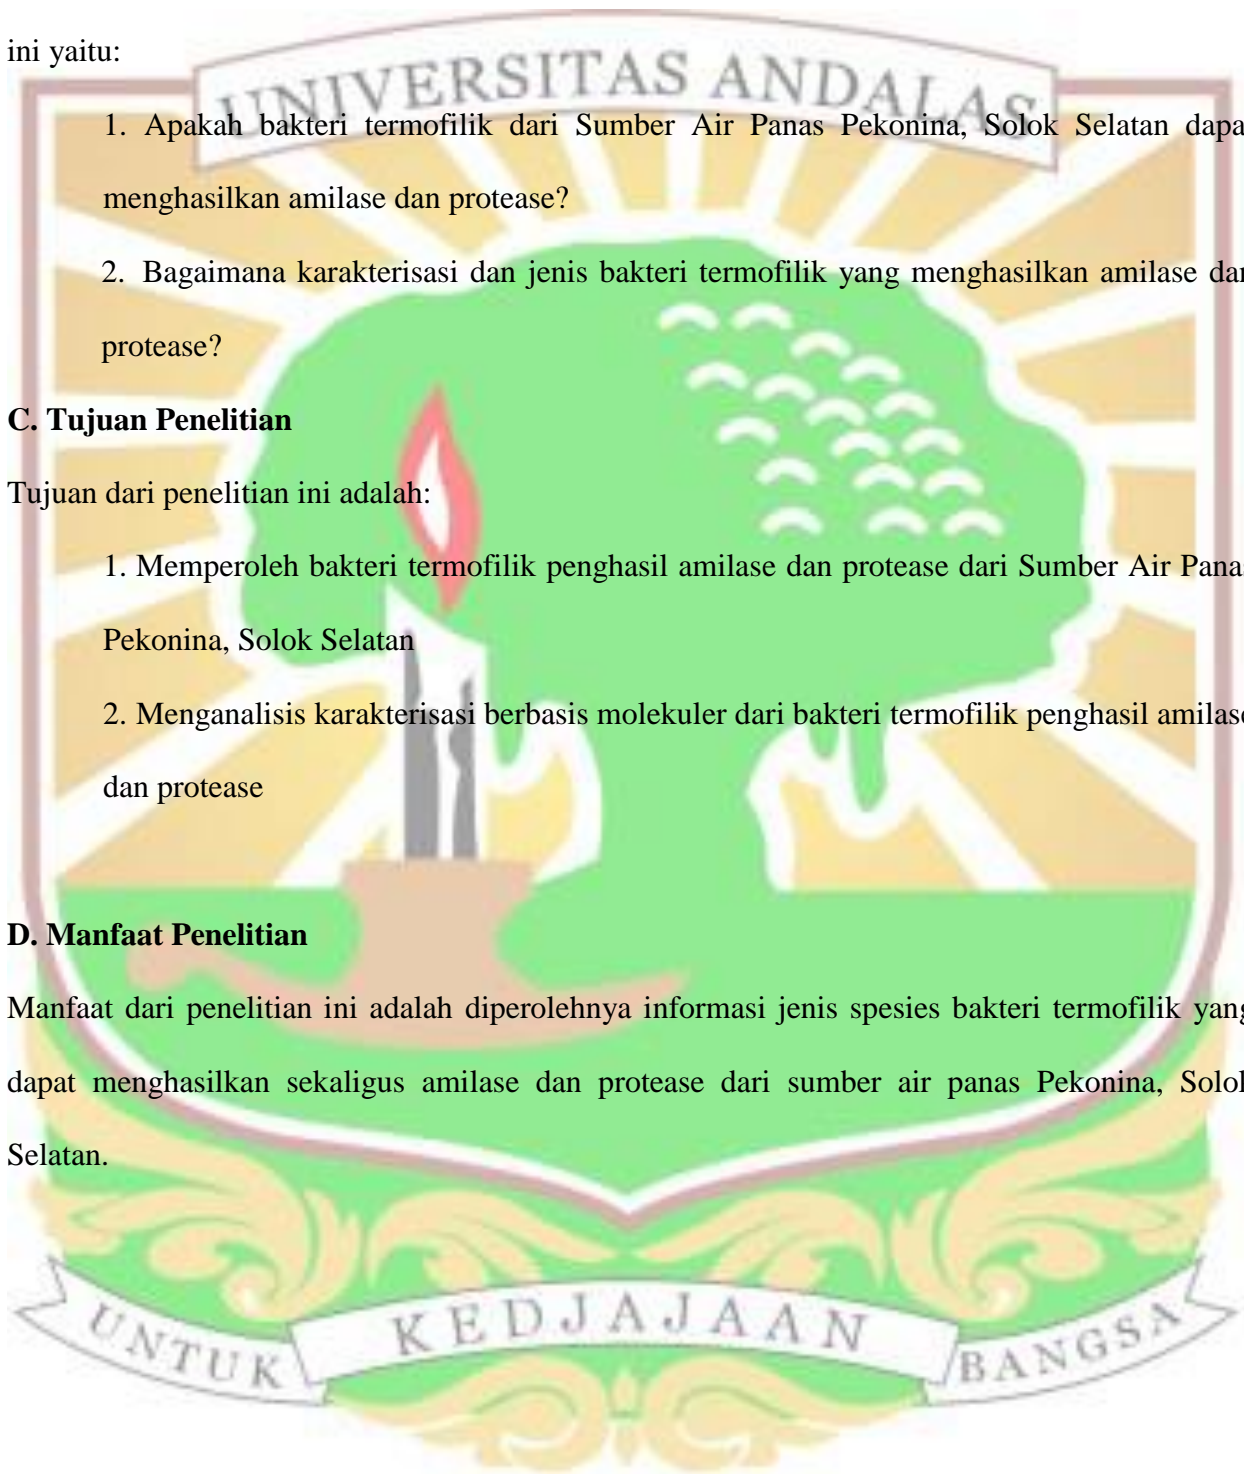 ini yaitu:
UNIVERSITAS ANDALAS
1. Apakah bakteri termofilik dari Sumber Air Panas Pekonina, Solok Selatan dapa
menghasilkan amilase dan protease?
2. Bagaimana karakterisasi dan jenis bakteri termofilik yang menghasilkan amilase dan
protease?
C. Tujuan Penelitian
Tujuan dari penelitian ini adalah:
1. Memperoleh bakteri termofilik penghasil amilase dan protease dari Sumber Air Panas
Pekonina, Solok Selatan
2. Menganalisis karakterisasi berbasis molekuler dari bakteri termofilik penghasil amilase
dan protease
D. Manfaat Penelitian
Manfaat dari penelitian ini adalah diperolehnya informasi jenis spesies bakteri termofilik yang
dapat menghasilkan sekaligus amilase dan protease dari sumber air panas Pekonina, Solok
Selatan.
UNTUK KEDJAJAAN BANGSA